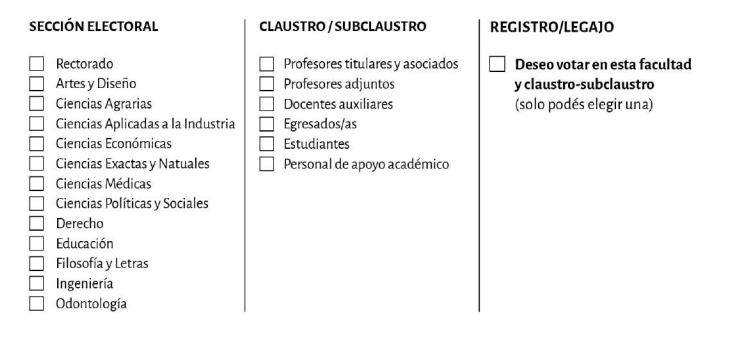 SECCIÓN ELECTORAL
Rectorado
Artes y Diseño
Ciencias Agrarias
Ciencias Aplicadas a la Industria
Ciencias Económicas
Ciencias Exactas y Natuales
Ciencias Médicas
Ciencias Políticas y Sociales
Derecho
Educación
Filosofía y Letras
Ingeniería
Odontología
CLAUSTRO / SUBCLAUSTRO
Profesores titulares y asociados
Profesores adjuntos
Docentes auxiliares
Egresados/as
Estudiantes
Personal de apoyo académico
REGISTRO/LEGAJO
Deseo votar en esta facultad
y claustro-subclaustro
(solo podés elegir una)